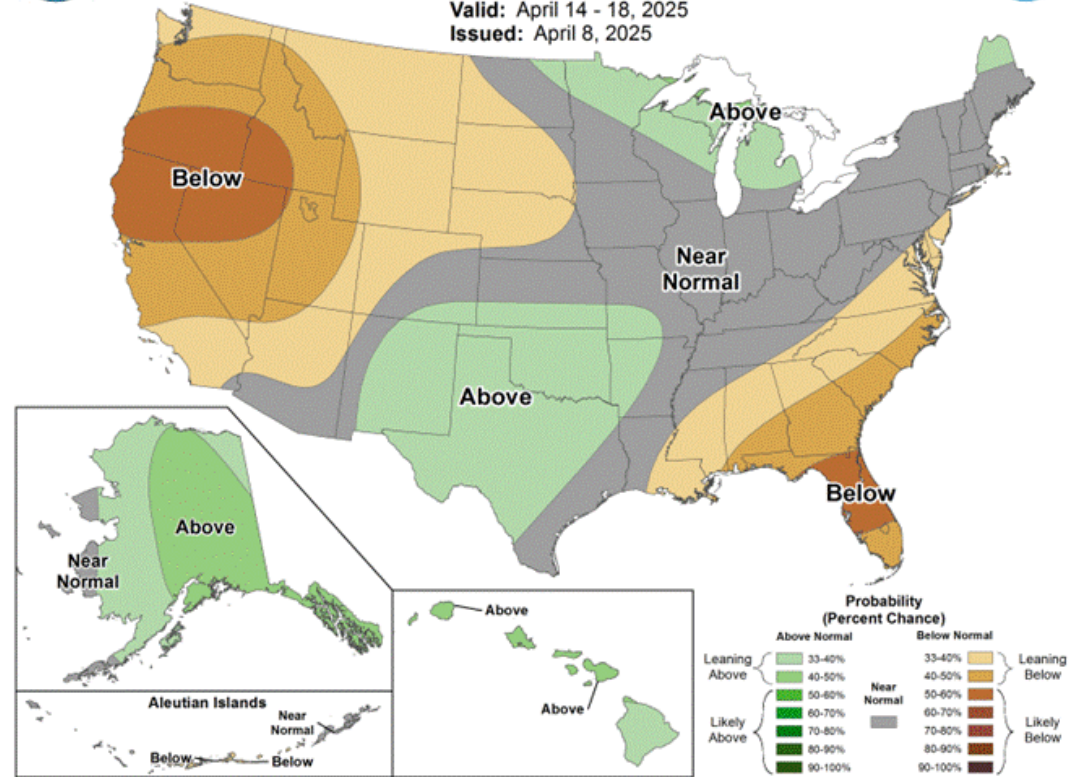 Valid: April 14 - 18, 2025
Issued: April 8, 2025
Above
Below
Near
Normal
Above
Below
Above
Near
Normal
Aleutian Islands
Near
Normal
Below
Below
Above
Above
Probability
(Percent Chance)
Above Normal
Below Normal
Leaning
Above
33-40%
40-50%
Likely
Above
50-60%
60-70%
70-80%
80-90%
90-100%
Near
Normal
33-40%
40-50%
Leaning
Below
50-60%
60-70%
70-80%
80-90%
90-100%
Likely
Below